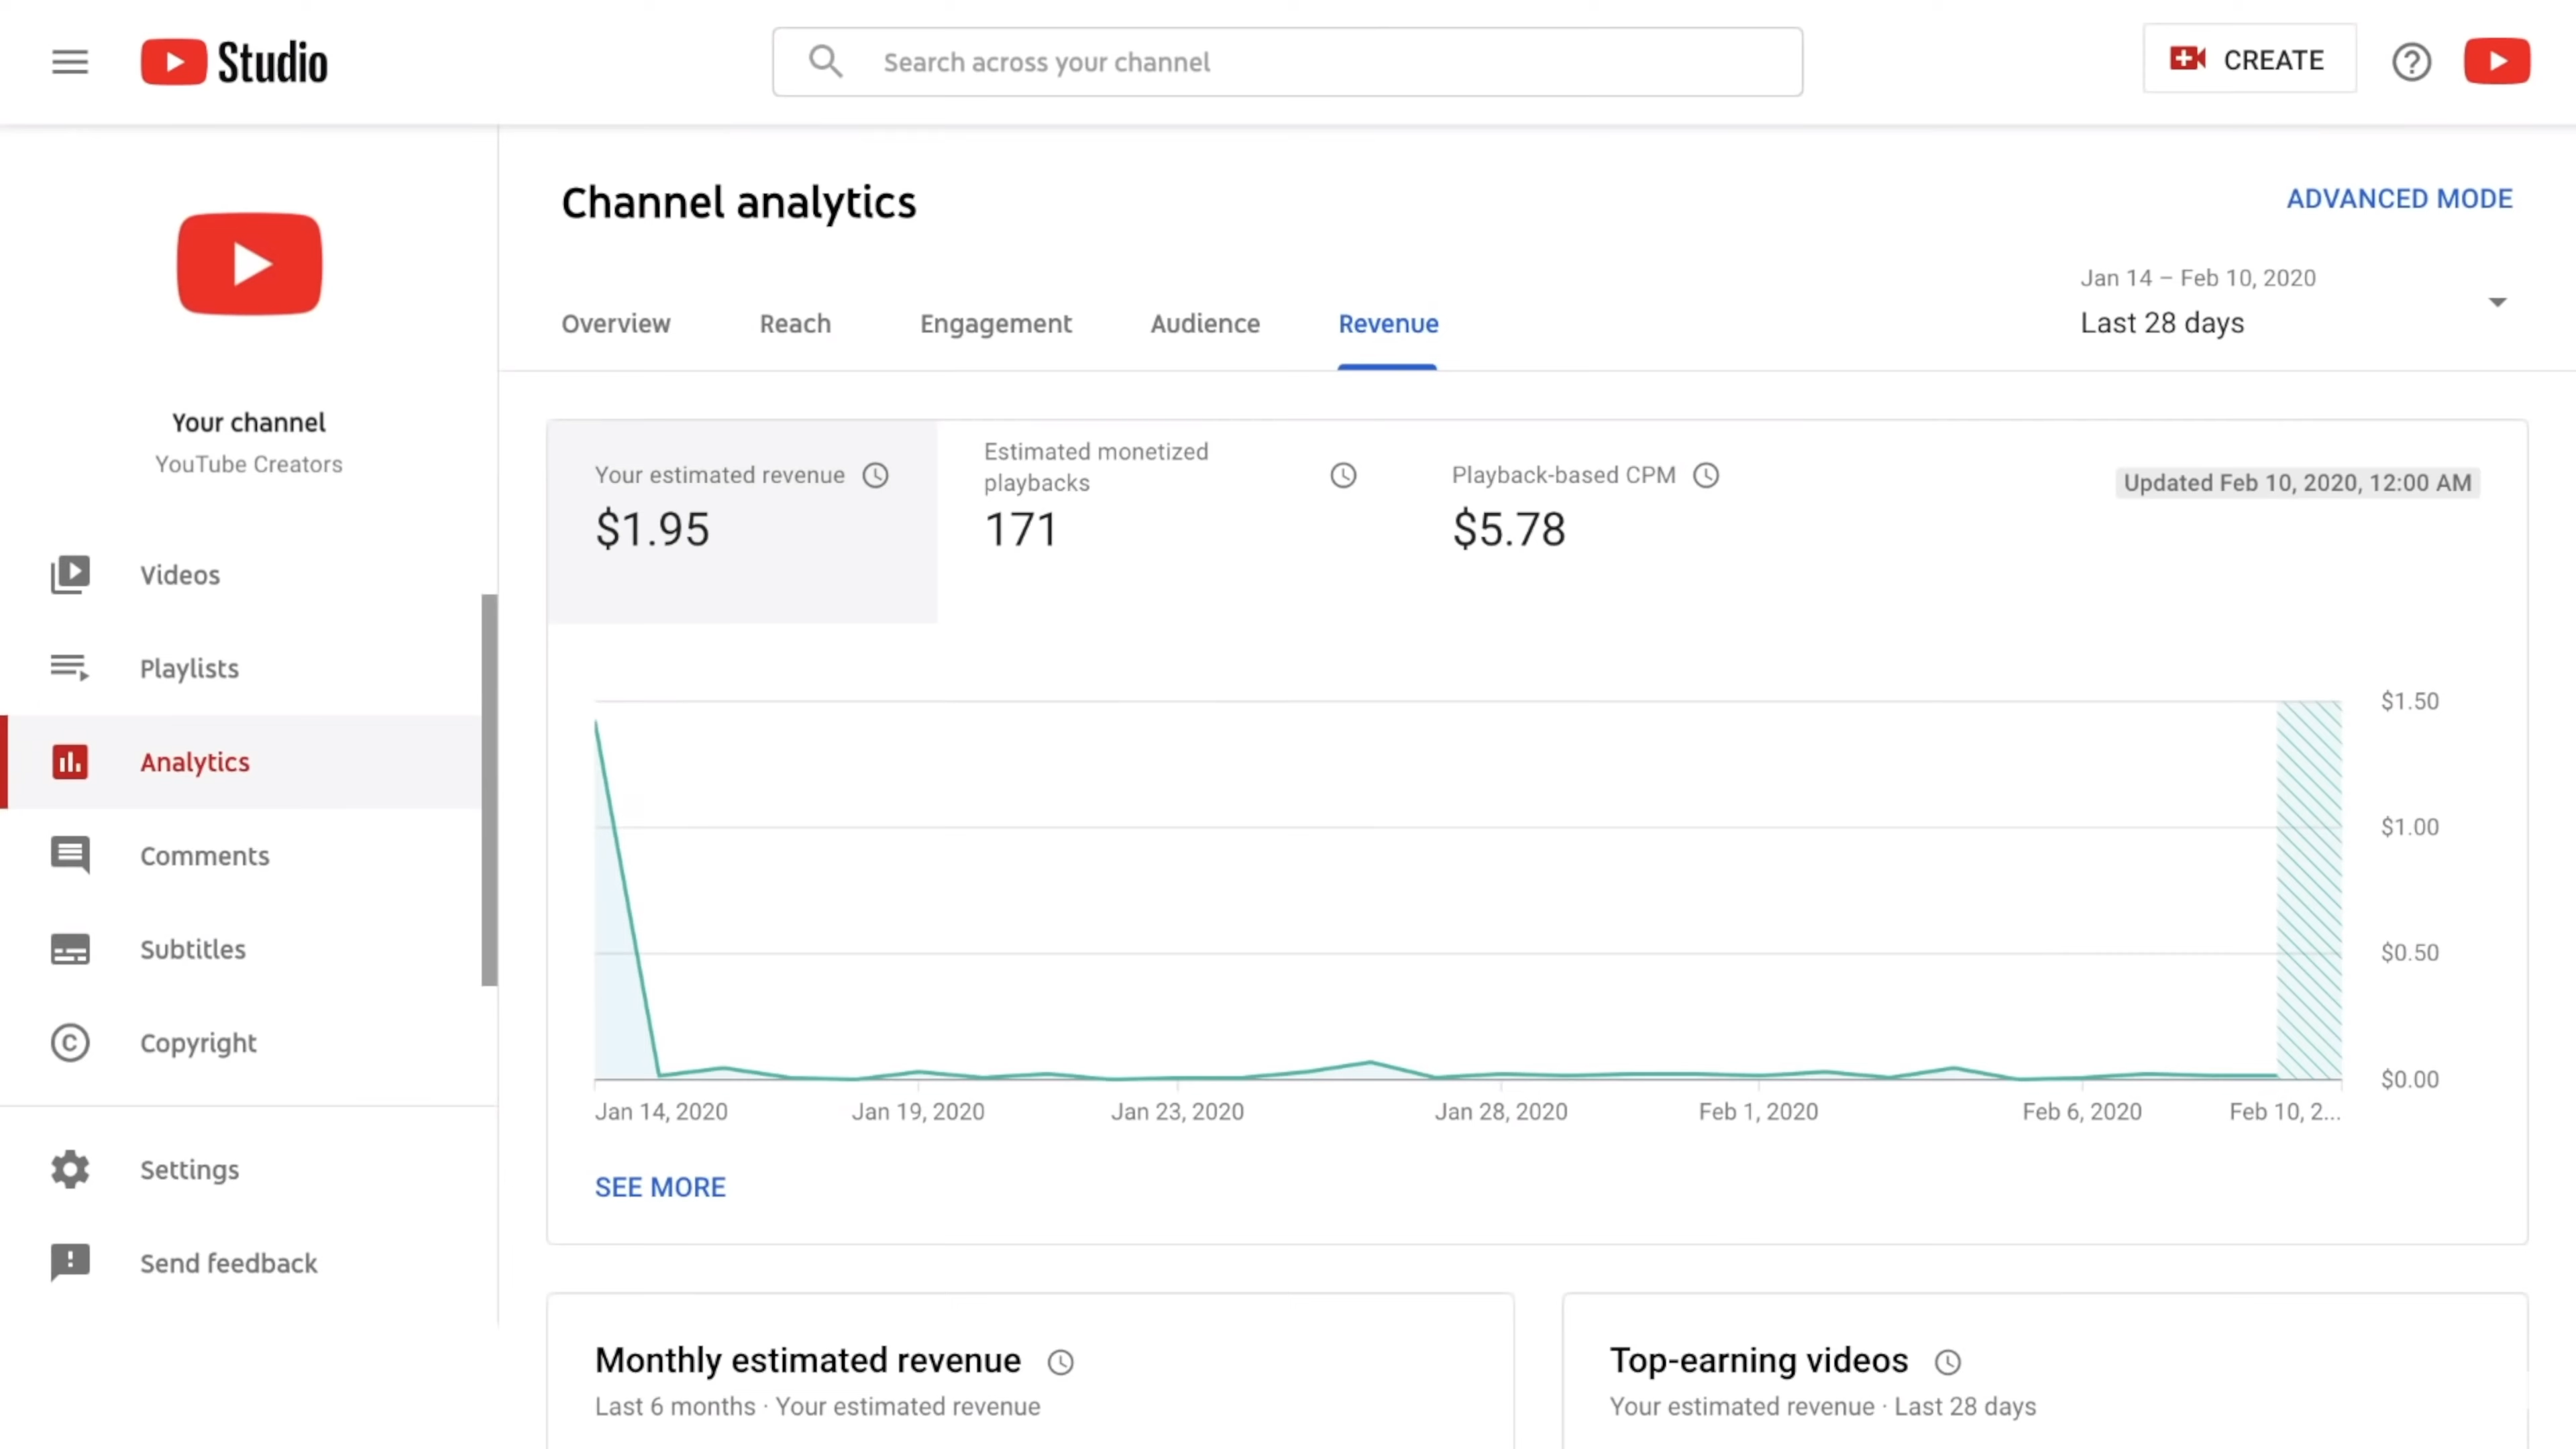 Studio
Search across your channel
CREATE
Channel analytics
ADVANCED MODE
Overview
Reach
Engagement
Audience
Revenue
Jan 14 – Feb 10, 2020
Last 28 days
Your channel
YouTube Creators
Videos
Playlists
Analytics
Comments
Subtitles
Copyright
Settings
Send feedback
Your estimated revenue
$1.95
Estimated monetized
playbacks
171
Playback-based CPM
$5.78
Updated Feb 10, 2020, 12:00 AM
$1.50
$1.00
$0.50
$0.00
Jan 14, 2020
Jan 19, 2020
Jan 23, 2020
Jan 28, 2020
Feb 1, 2020
Feb 6, 2020
Feb 10, 2...
SEE MORE
Monthly estimated revenue
Last 6 months · Your estimated revenue
Top-earning videos
Your estimated revenue · Last 28 days